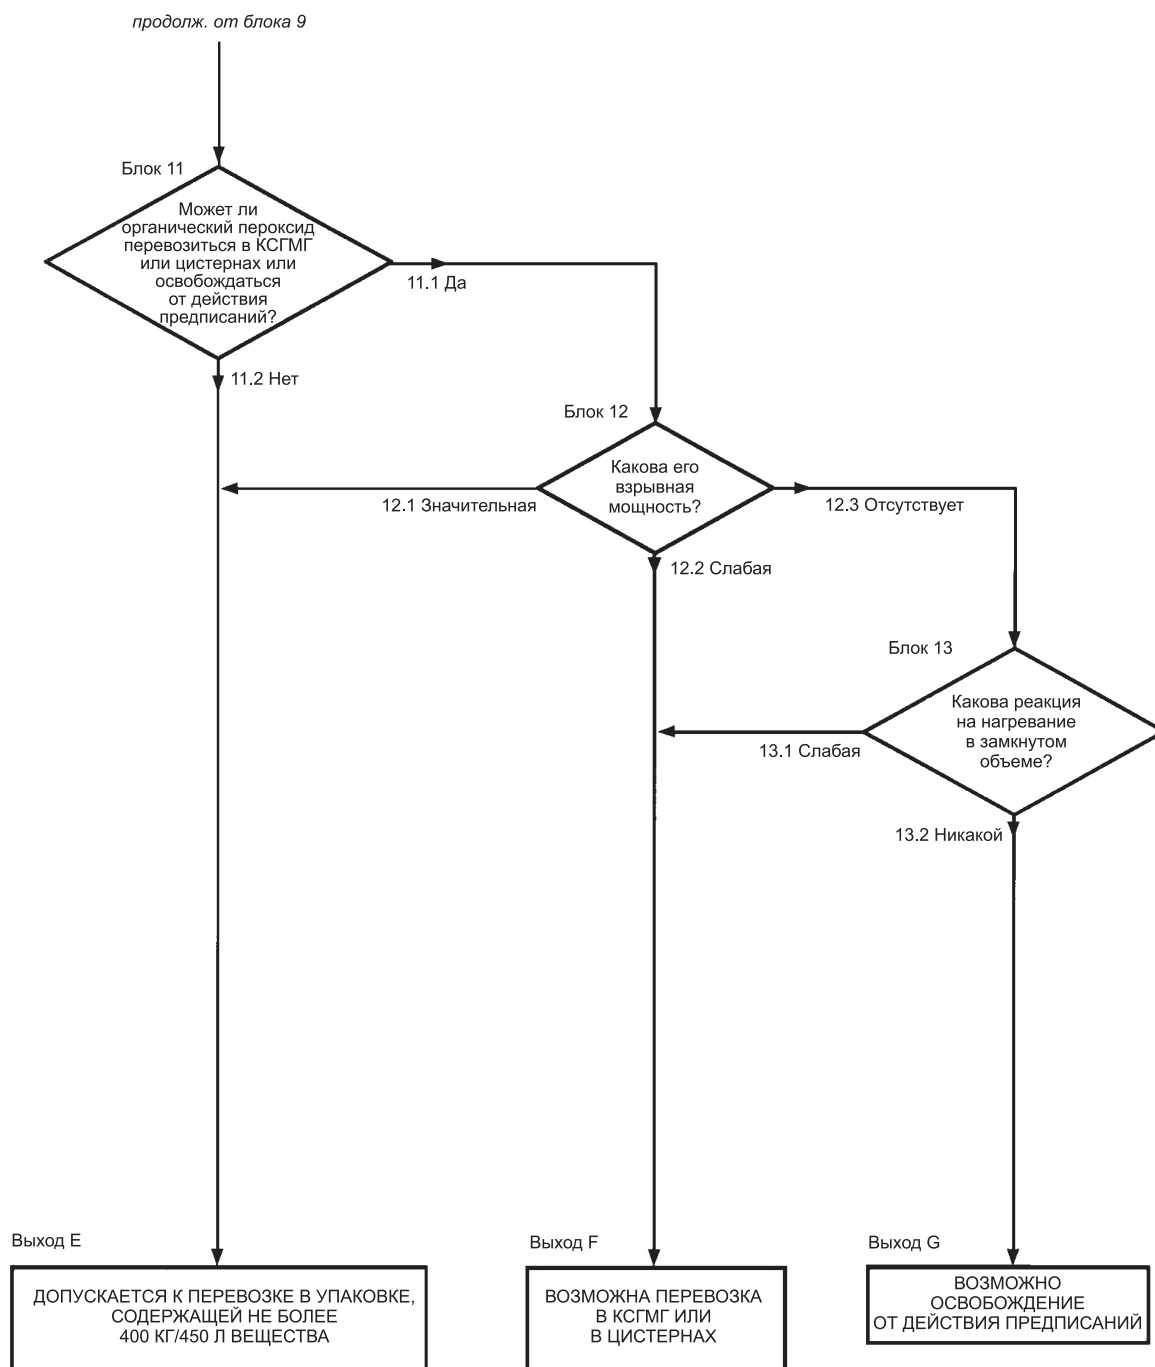 продолж. от блока 9
Блок 11
Может ли
органический пероксид
перевозиться в КСГМГ
или цистернах или
освобождаться
от действия
предписаний?
11.1 Да
11.2 Нет
Блок 12
Какова его
взрывная
мощность?
12.1 Значительная
12.3 Отсутствует
12.2 Слабая
Блок 13
Какова реакция
на нагревание
в замкнутом
объеме?
13.1 Слабая
13.2 Никакой
Выход E
ДОПУСКАЕТСЯ К ПЕРЕВОЗКЕ В УПАКОВКЕ,
СОДЕРЖАЩЕЙ НЕ БОЛЕЕ
400 КГ/450 Л ВЕЩЕСТВА
Выход F
ВОЗМОЖНА ПЕРЕВОЗКА
В КСГМГ ИЛИ
В ЦИСТЕРНАХ
Выход G
ВОЗМОЖНО
ОСВОБОЖДЕНИЕ
ОТ ДЕЙСТВИЯ ПРЕДПИСАНИЙ